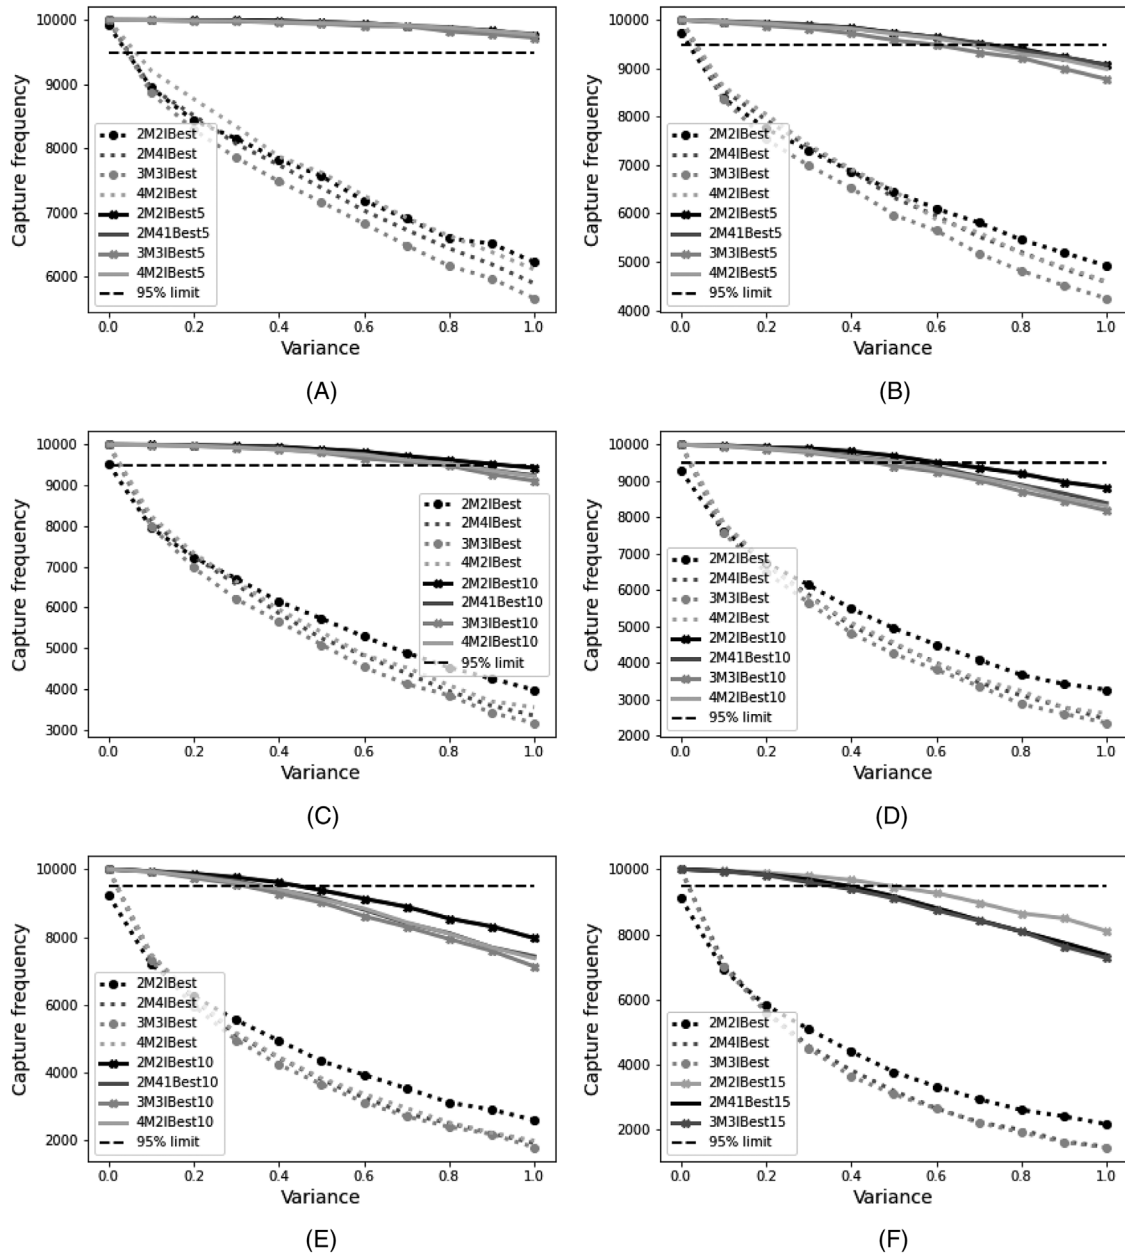 10000
9000
8000
7000
6000
Capture frequency
2M2IBest
2M4IBest
3M3IBest
4M2IBest
2M2IBest5
2M41Best5
3M3IBest5
4M2IBest5
95% limit
0.0 0.2 0.4 0.6 0.8 1.0
Variance
(A)
10000
9000
8000
7000
6000
5000
4000
Capture frequency
2M2IBest
2M4IBest
3M3IBest
4M2IBest
2M2IBest5
2M41Best5
3M3IBest5
4M2IBest5
95% limit
0.0 0.2 0.4 0.6 0.8 1.0
Variance
(B)
10000
9000
8000
7000
6000
5000
4000
3000
Capture frequency
2M2IBest
2M4IBest
3M3IBest
4M2IBest
2M2IBest10
2M41Best10
3M3IBest10
4M2IBest10
95% limit
0.0 0.2 0.4 0.6 0.8 1.0
Variance
(C)
10000
9000
8000
7000
6000
5000
4000
3000
2000
Capture frequency
2M2IBest
2M4IBest
3M3IBest
4M2IBest
2M2IBest10
2M41Best10
3M3IBest10
4M2IBest10
95% limit
0.0 0.2 0.4 0.6 0.8 1.0
Variance
(D)
10000
8000
6000
4000
2000
Capture frequency
2M2IBest
2M4IBest
3M3IBest
4M2IBest
2M2IBest10
2M41Best10
3M3IBest10
4M2IBest10
95% limit
0.0 0.2 0.4 0.6 0.8 1.0
Variance
(E)
10000
8000
6000
4000
2000
Capture frequency
2M2IBest
2M4IBest
3M3IBest
2M2IBest15
2M41Best15
3M3IBest15
95% limit
0.0 0.2 0.4 0.6 0.8 1.0
Variance
(F)